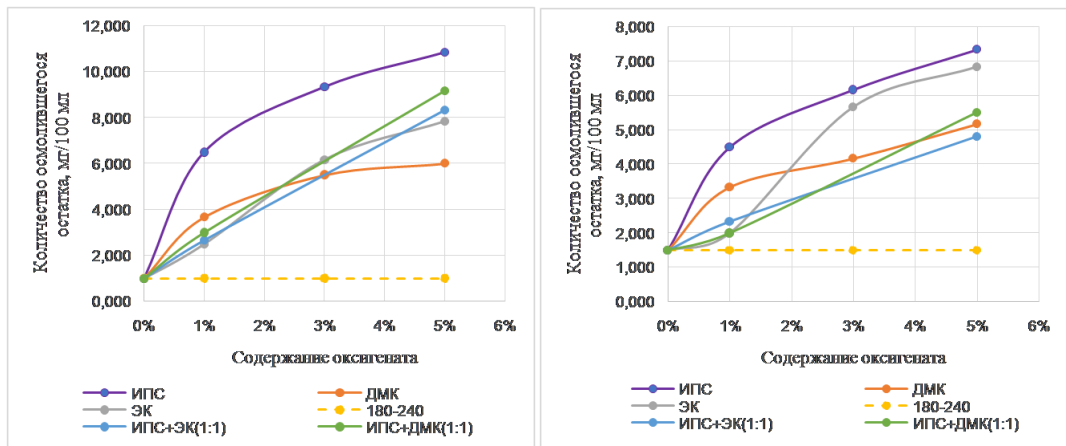 Количество осмолившегося
остатка, мг/100 мл
12,000
10,000
8,000
6,000
4,000
2,000
0,000
0% 1% 2% 3% 4% 5% 6%
Содержание оксигената
ИПС ДМК
ЭК 180-240
ИПС+ЭК(1:1) ИПС+ДМК(1:1)
Количество осмолившегося
остатка, мг/100 мл
8,000
7,000
6,000
5,000
4,000
3,000
2,000
1,000
0,000
0% 1% 2% 3% 4% 5% 6%
Содержание оксигената
ИПС ДМК
ЭК 180-240
ИПС+ЭК(1:1) ИПС+ДМК(1:1)